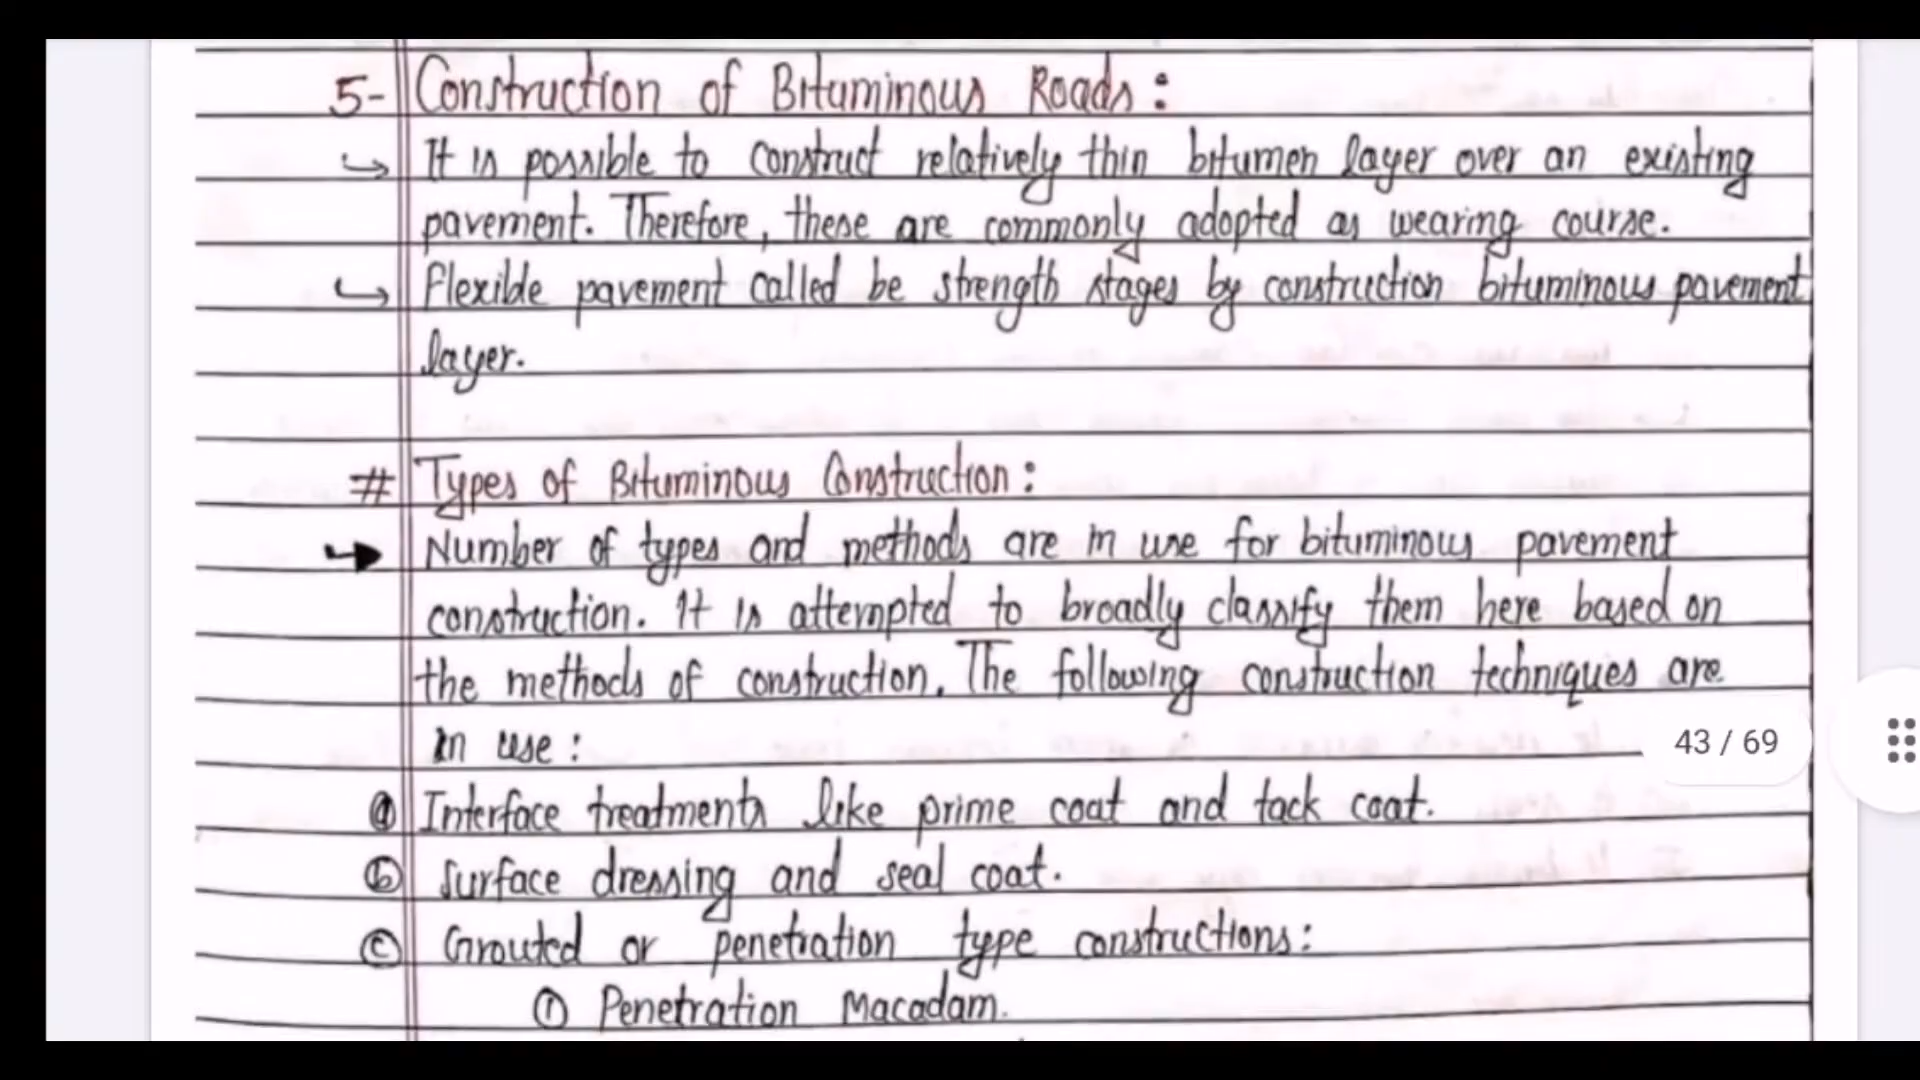 5- Construction of Bituminous Roads :
↳ It is possible to construct relatively thin bitumen layer over an existing
pavement. Therefore, these are commonly adopted as wearing course.
↳ Flexible pavement called be strength stages by construction bituminous pavement
layer.
# Types of Bituminous Construction :
↳ Number of types and methods are in use for bituminous pavement
construction. It is attempted to broadly classify them here based on
the methods of construction. The following construction techniques are
in use :
43 / 69
ⓐ Interface treatments like prime coat and tack coat.
ⓑ Surface dressing and seal coat.
ⓒ Grouted or penetration type constructions :
① Penetration Macadam.